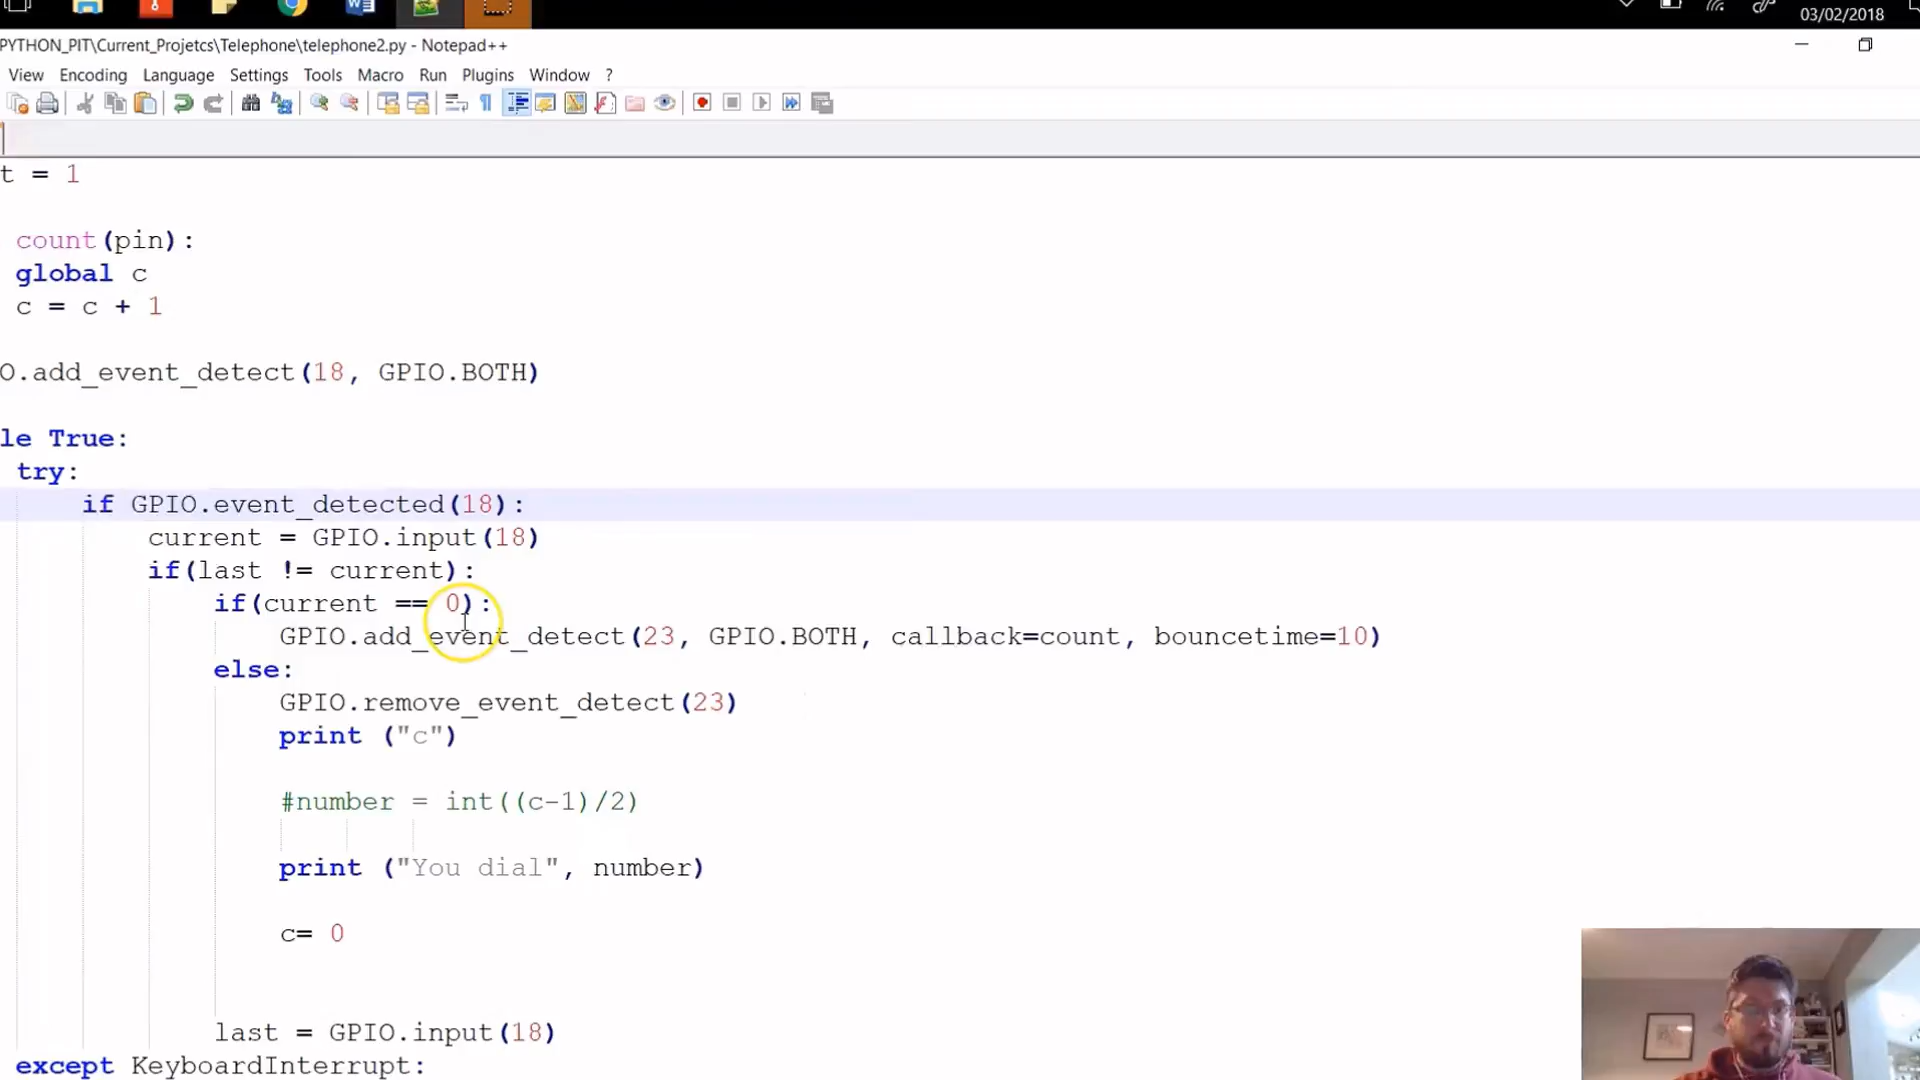 03/02/2018
PYTHON_PIT\Current_Projetcs\Telephone\telephone2.py - Notepad++
View Encoding Language Settings Tools Macro Run Plugins Window ?
t = 1
count(pin):
global c
c = c + 1
O.add_event_detect(18, GPIO.BOTH)
le True:
try:
if GPIO.event_detected(18):
current = GPIO.input(18)
if(last != current):
if(current == 0):
GPIO.add_event_detect(23, GPIO.BOTH, callback=count, bouncetime=10)
else:
GPIO.remove_event_detect(23)
print ("c")
#number = int((c-1)/2)
print ("You dial", number)
c= 0
last = GPIO.input(18)
except KeyboardInterrupt: